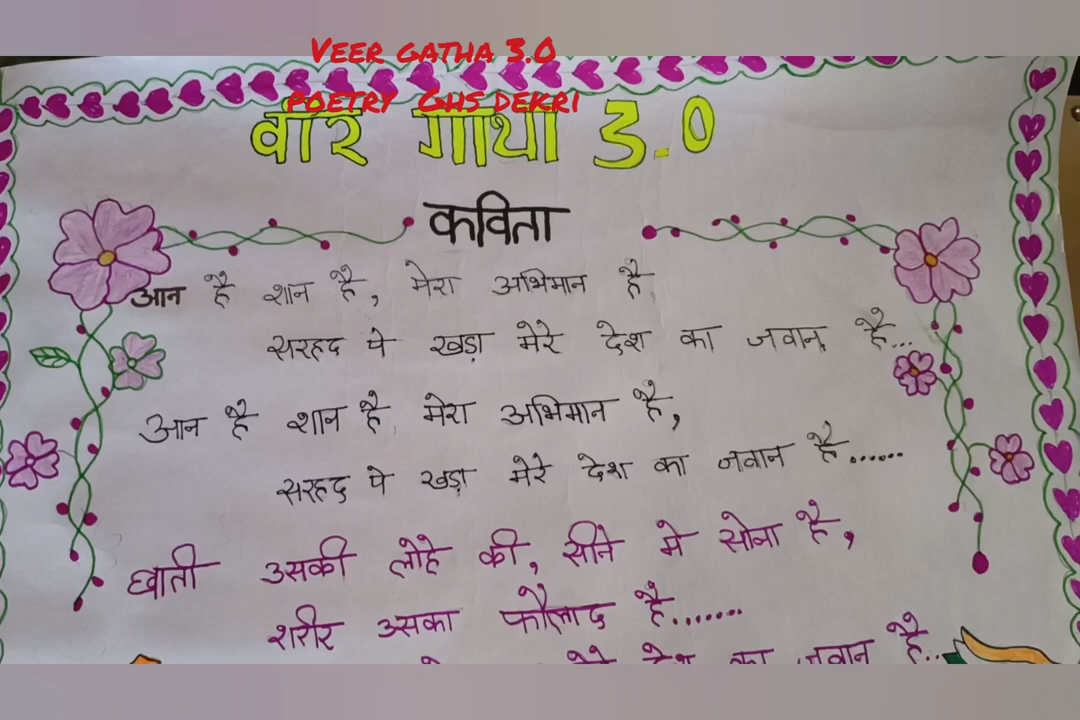 VEER GATHA 3.0
POETRY GHS DEKRI
वीर गाथा 3.0
कविता
आन है शान है, मेरा अभिमान है
सरहद पे खड़ा मेरे देश का जवान है...
आन है शान है, मेरा अभिमान है,
सरहद पे खड़ा मेरे देश का जवान है......
छाती उसकी लोहे की, सीने मे सोना है,
शरीर उसका फौलाद है.......
देश का जवान है..